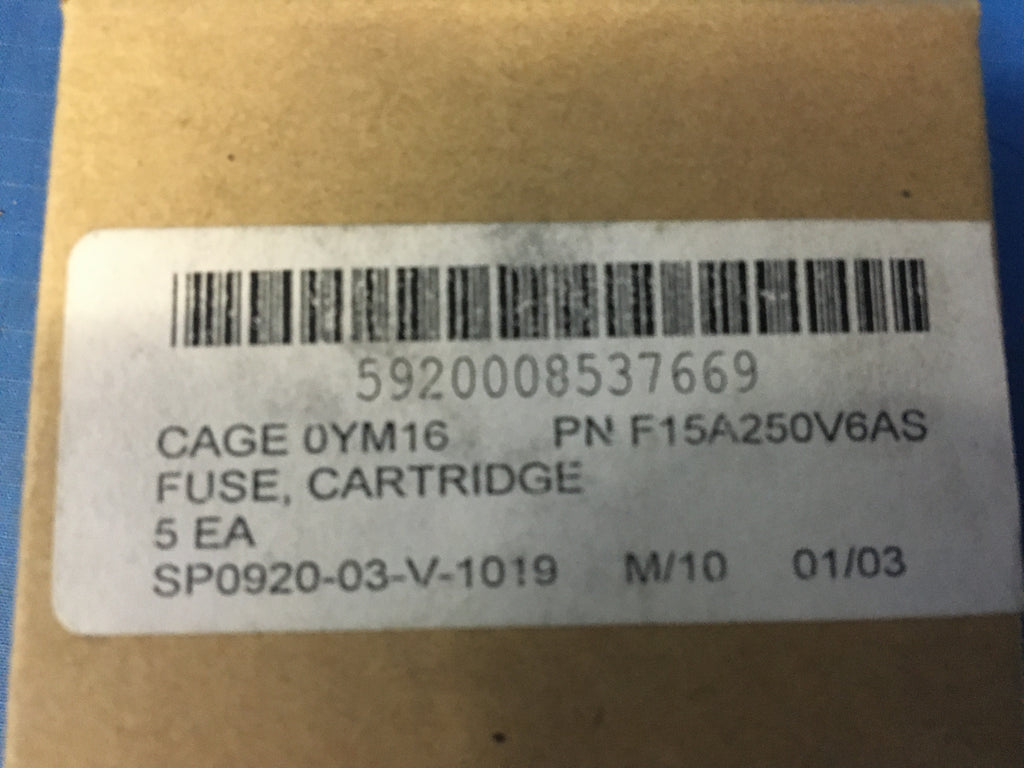 5920008537669
CAGE 0YM16 PN F15A250V6AS
FUSE, CARTRIDGE
5 EA
SP0920-03-V-1019 M/10 01/03